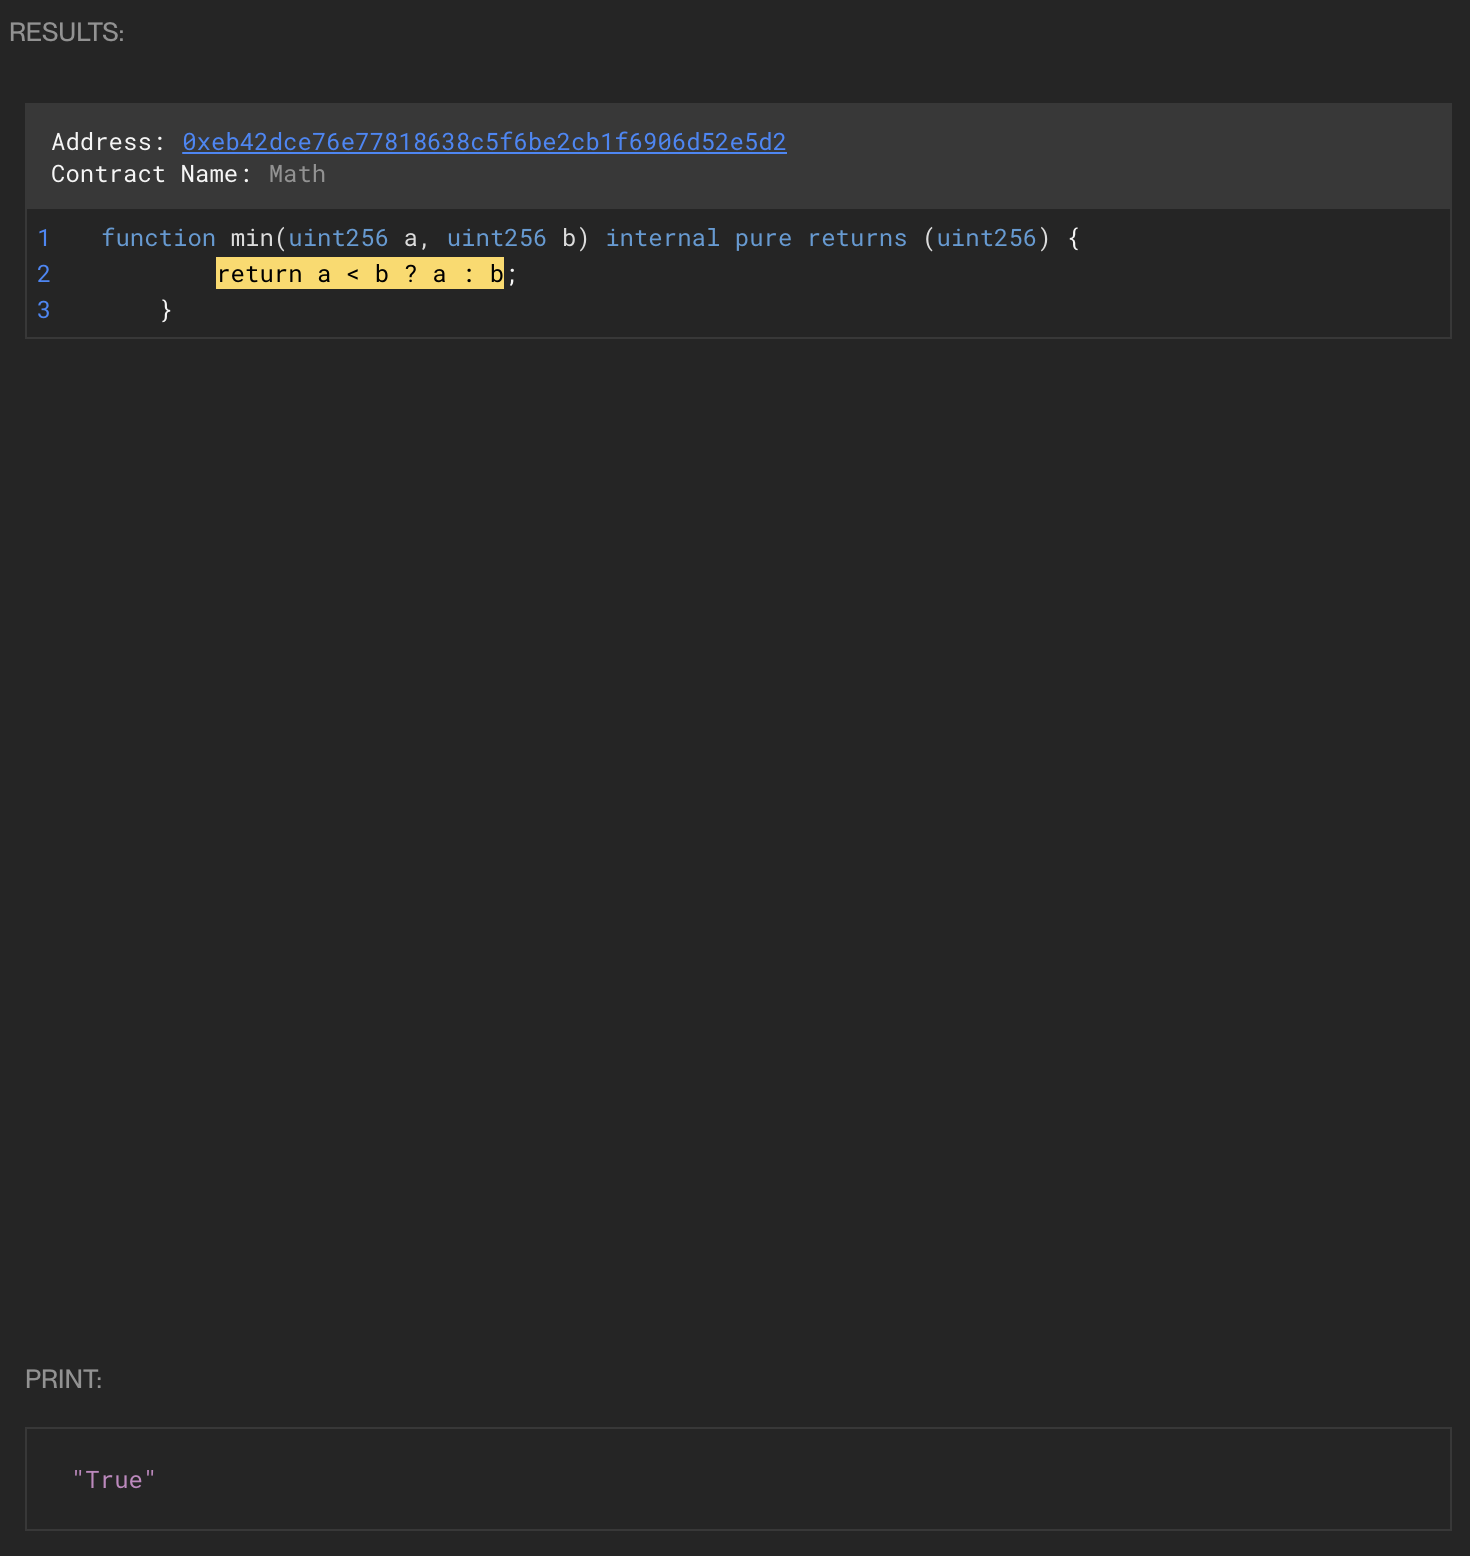 RESULTS:
Address: 0xeb42dce76e77818638c5f6be2cb1f6906d52e5d2
Contract Name: Math
1 function min(uint256 a, uint256 b) internal pure returns (uint256) {
2 return a < b ? a : b;
3 }
PRINT:
"True"